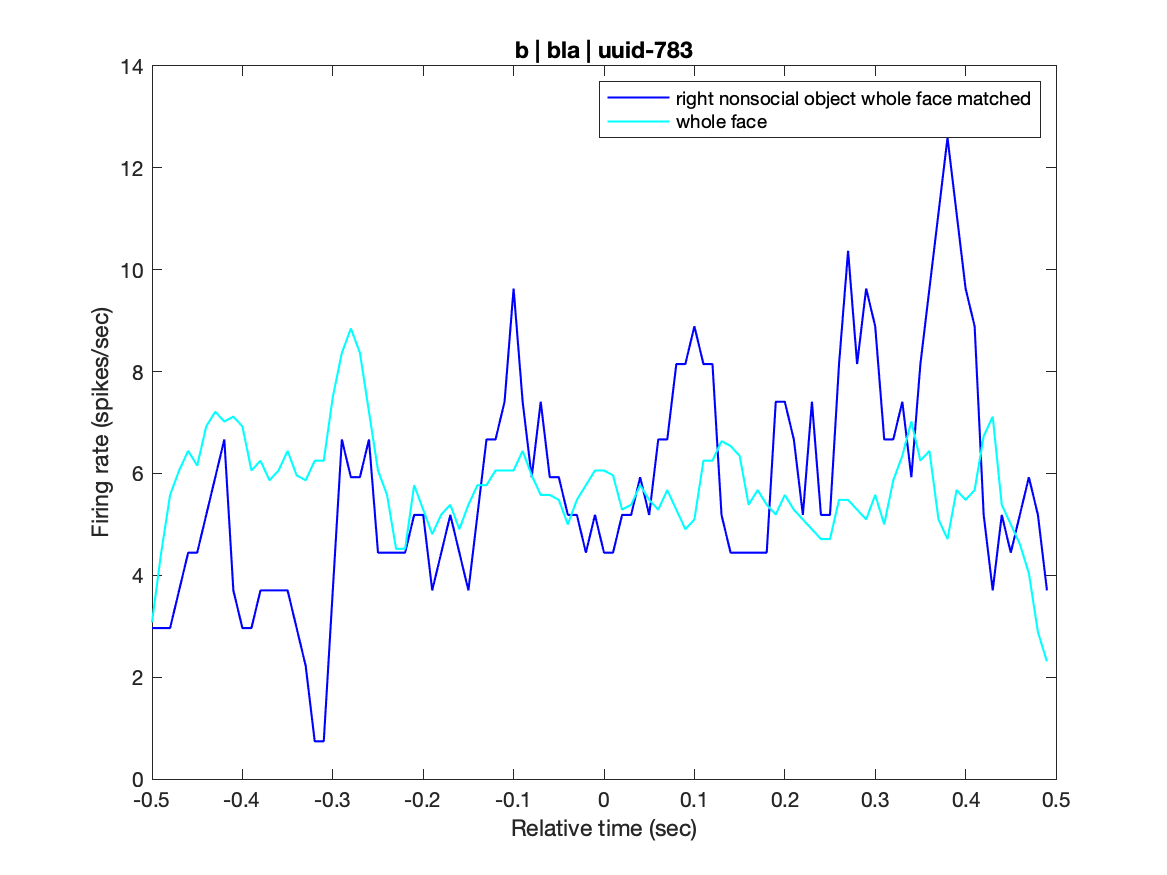 b | bla | uuid-783
right nonsocial object whole face matched
whole face
Firing rate (spikes/sec)
14
12
10
8
6
4
2
0
-0.5 -0.4 -0.3 -0.2 -0.1 0 0.1 0.2 0.3 0.4 0.5
Relative time (sec)